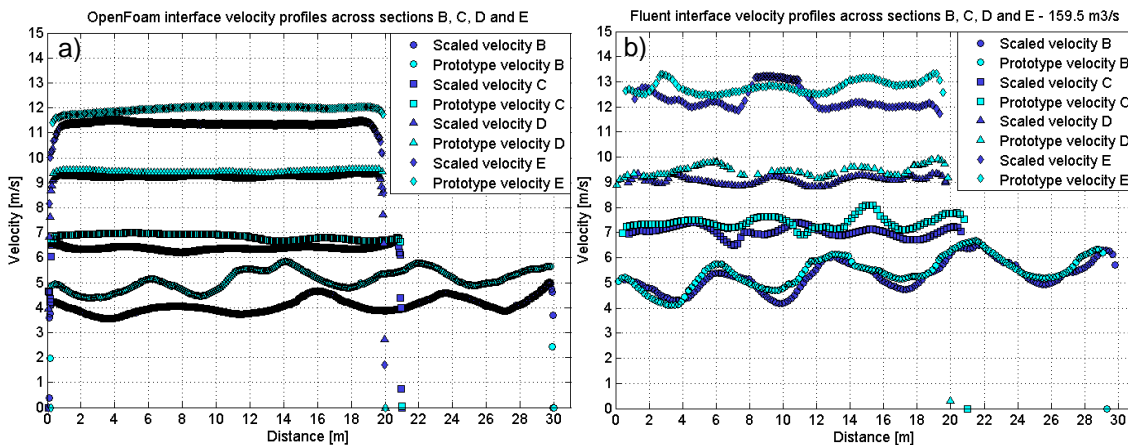 OpenFoam interface velocity profiles across sections B, C, D and E
a)
Scaled velocity B
Prototype velocity B
Scaled velocity C
Prototype velocity C
Scaled velocity D
Prototype velocity D
Scaled velocity E
Prototype velocity E
15
14
13
12
11
10
9
8
7
6
5
4
3
2
1
0
Velocity [m/s]
0 2 4 6 8 10 12 14 16 18 20 22 24 26 28 30
Distance [m]
Fluent interface velocity profiles across sections B, C, D and E - 159.5 m3/s
b)
Scaled velocity B
Prototype velocity B
Scaled velocity C
Prototype velocity C
Scaled velocity D
Prototype velocity D
Scaled velocity E
Prototype velocity E
15
14
13
12
11
10
9
8
7
6
5
4
3
2
1
0
Velocity [m/s]
0 2 4 6 8 10 12 14 16 18 20 22 24 26 28 30
Distance [m]